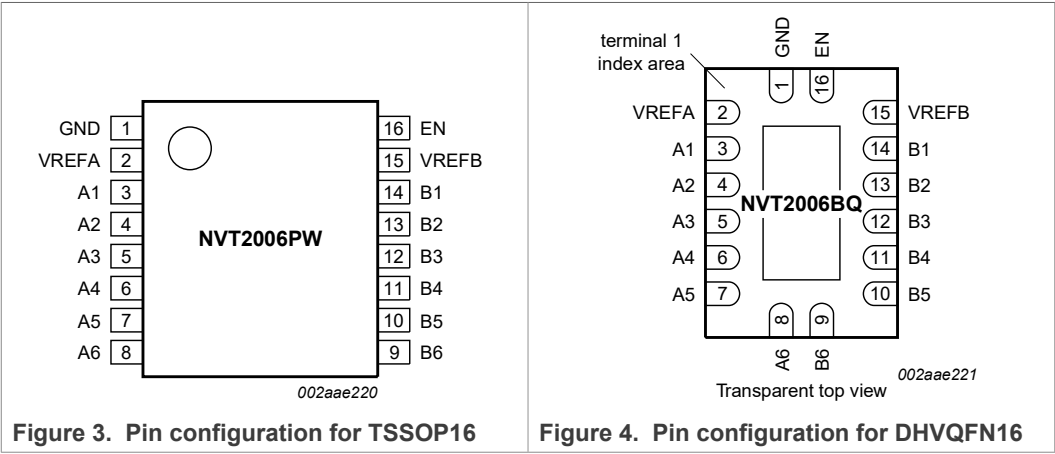 GND 1 16 EN
VREFA 2 15 VREFB
A1 3 14 B1
A2 4 13 B2
A3 5 12 B3
NVT2006PW
A4 6 11 B4
A5 7 10 B5
A6 8 9 B6
002aae220
Figure 3. Pin configuration for TSSOP16
terminal 1
index area
GND EN
1 16
VREFA 2 15 VREFB
A1 3 14 B1
A2 4 13 B2
NVT2006BQ
A3 5 12 B3
A4 6 11 B4
A5 7 10 B5
8 9
A6 B6
002aae221
Transparent top view
Figure 4. Pin configuration for DHVQFN16